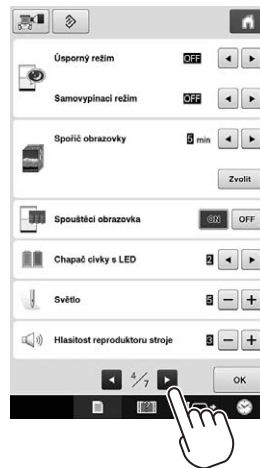 Úsporný režim OFF
Samovypínací režim OFF
Spořič obrazovky 5 min
Zvolit
Spouštěcí obrazovka ON OFF
Chapač cívky s LED 2
Světlo 5
Hlasitost reproduktoru stroje 3
4/7 OK